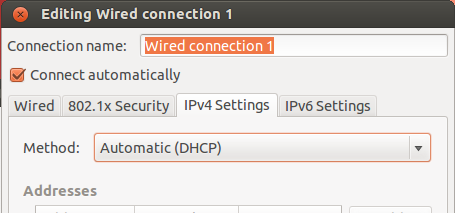 Editing Wired connection 1
Connection name: Wired connection 1
Connect automatically
Wired 802.1x Security IPv4 Settings IPv6 Settings
Method: Automatic (DHCP)
Addresses